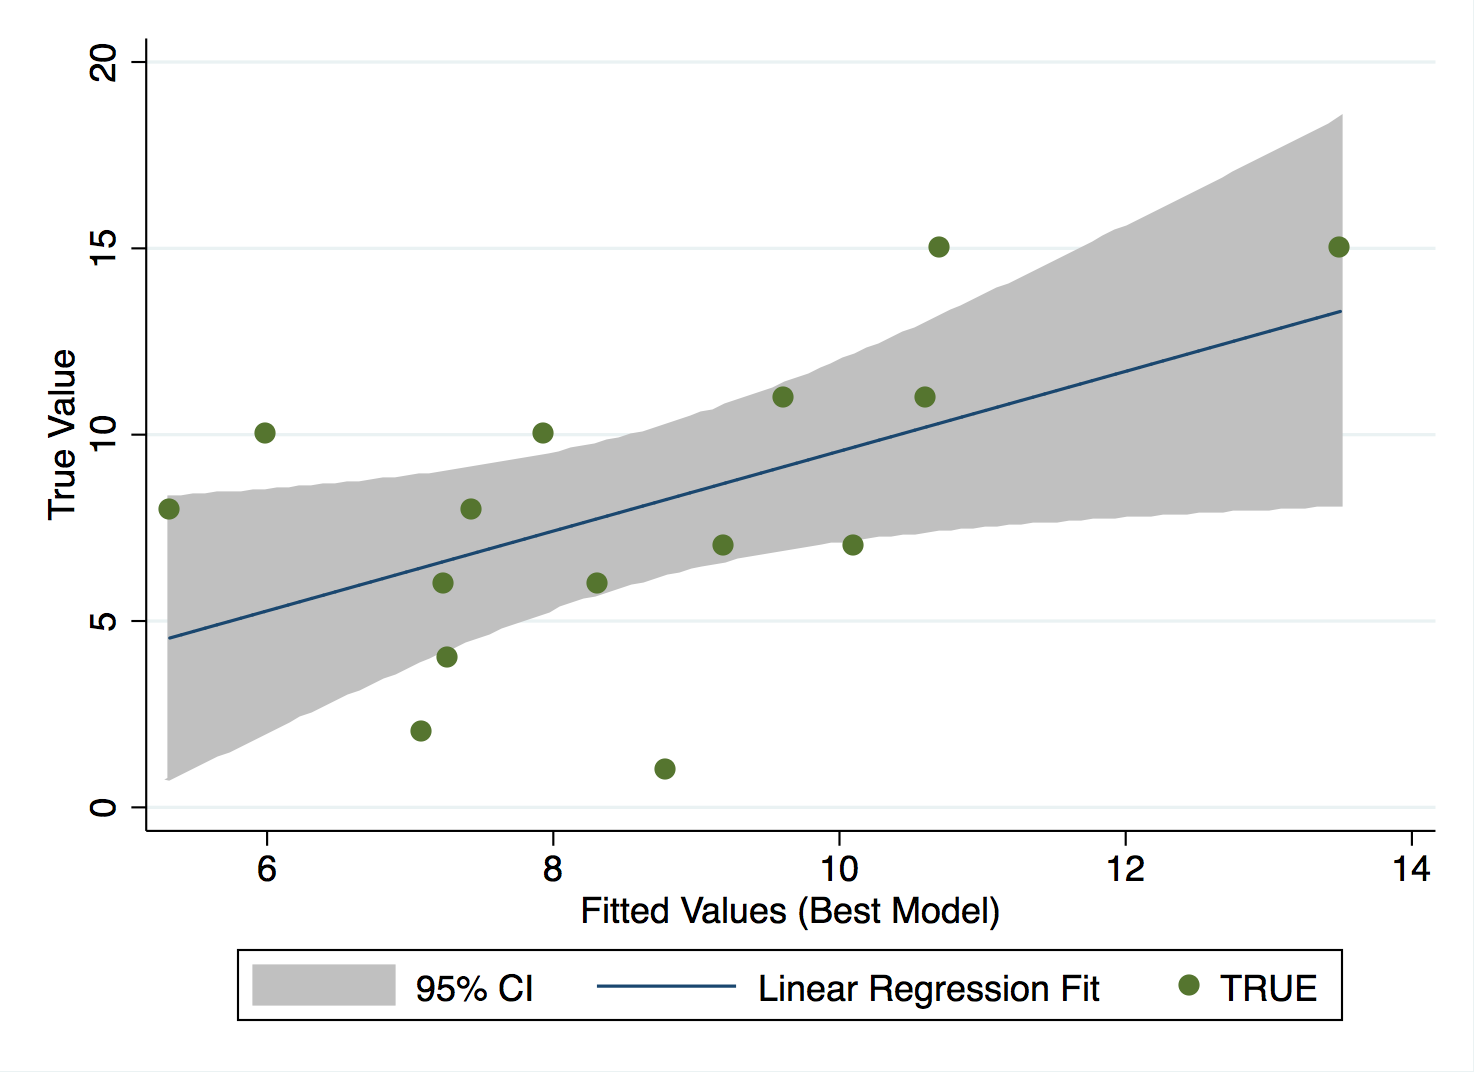 20
15
10
5
0
True Value
6 8 10 12 14
Fitted Values (Best Model)
95% CI Linear Regression Fit TRUE